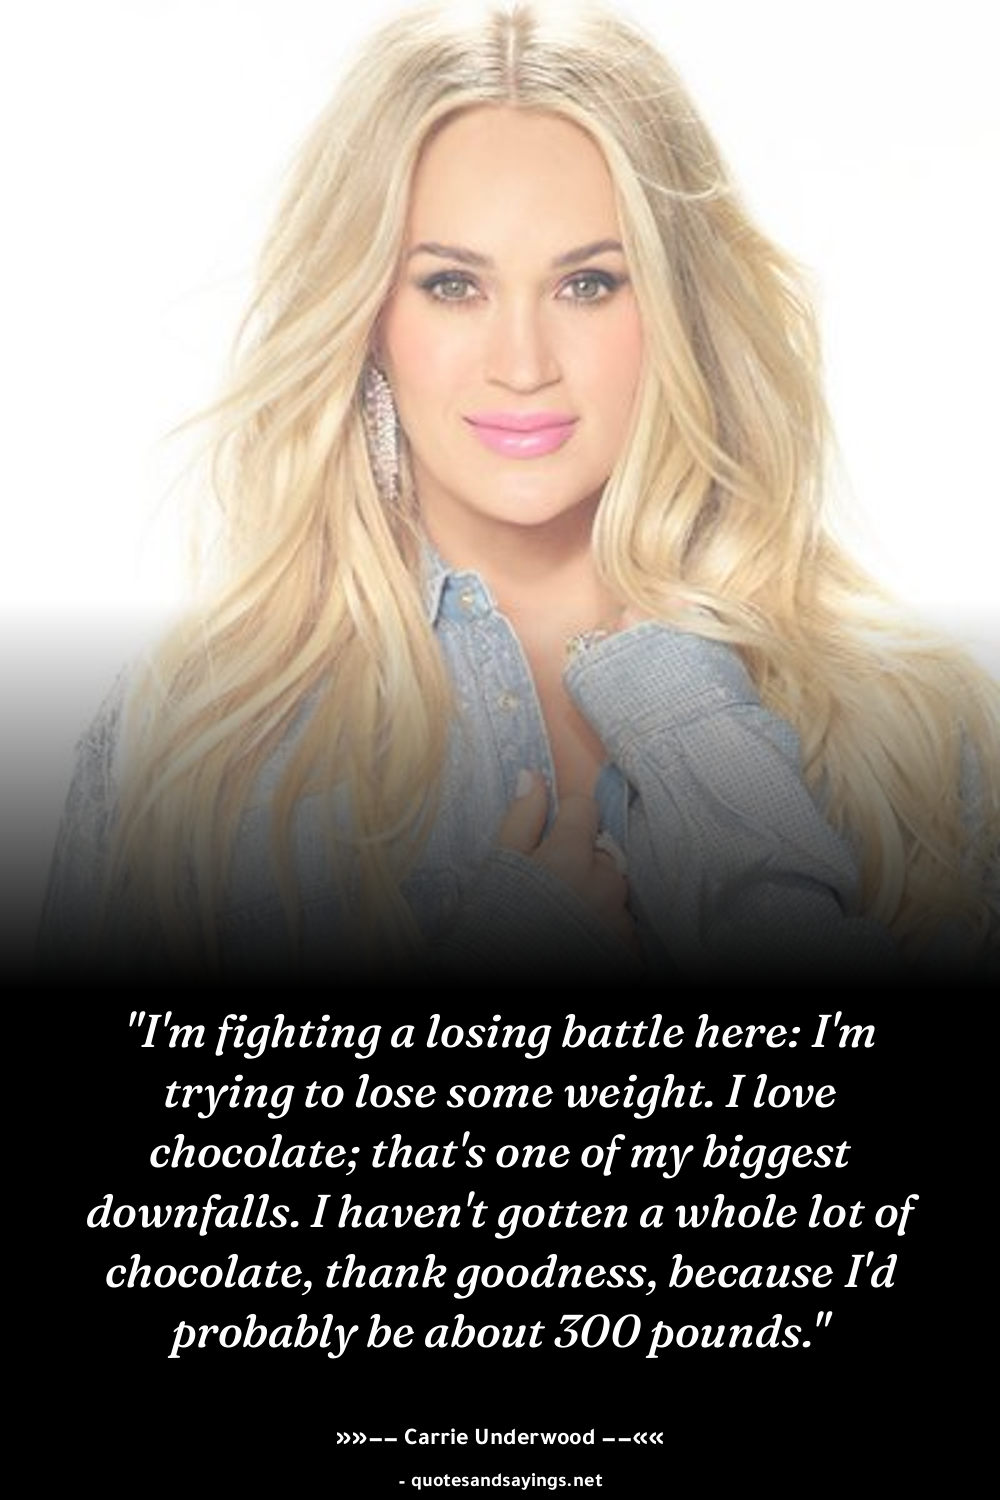 "I'm fighting a losing battle here: I'm
trying to lose some weight. I love
chocolate; that's one of my biggest
downfalls. I haven't gotten a whole lot of
chocolate, thank goodness, because I'd
probably be about 300 pounds."
»»–– Carrie Underwood ––««
- quotesandsayings.net